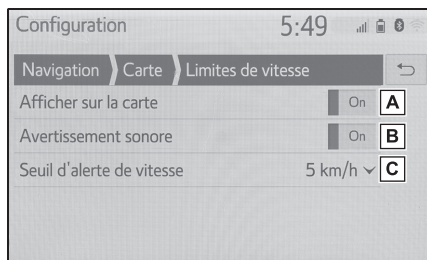 Configuration 5:49
Navigation Carte Limites de vitesse
Afficher sur la carte On A
Avertissement sonore On B
Seuil d'alerte de vitesse 5 km/h C